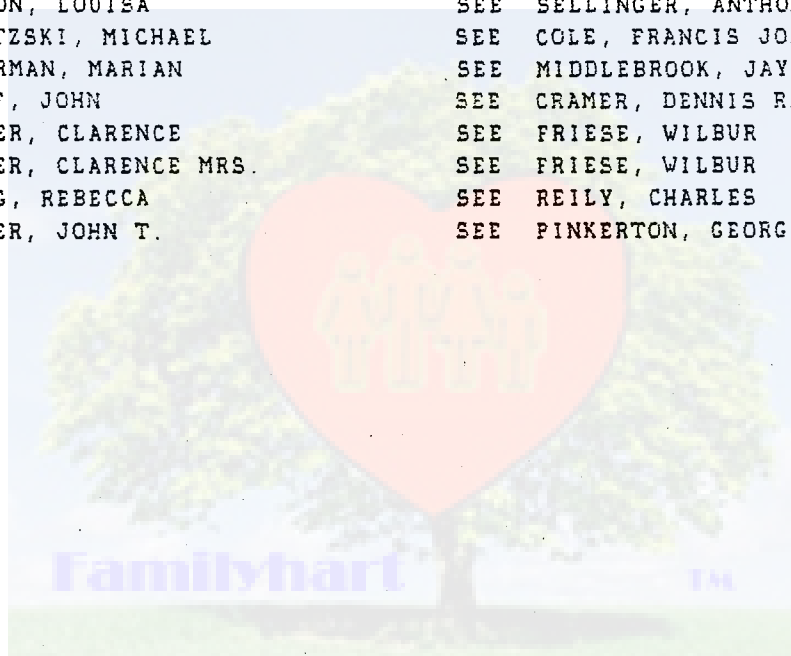 ON, LOUISA SEE SELLINGER, ANTHO
TZSKI, MICHAEL SEE COLE, FRANCIS JO
RMAN, MARIAN SEE MIDDLEBROOK, JAY
, JOHN SEE CRAMER, DENNIS R
ER, CLARENCE SEE FRIESE, WILBUR
ER, CLARENCE MRS. SEE FRIESE, WILBUR
G, REBECCA SEE REILY, CHARLES
ER, JOHN T. SEE PINKERTON, GEORG
Familyhart TM